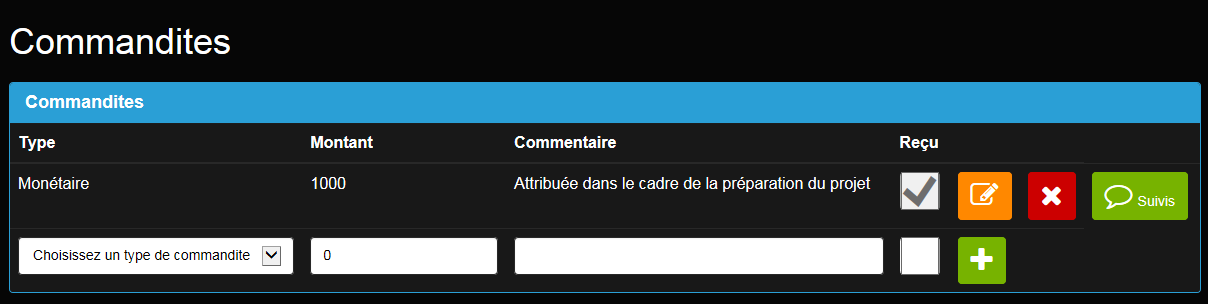 Commandites
Commandites
Type Montant Commentaire Reçu
Monétaire 1000 Attribuée dans le cadre de la préparation du projet Suivis
Choisissez un type de commandite 0